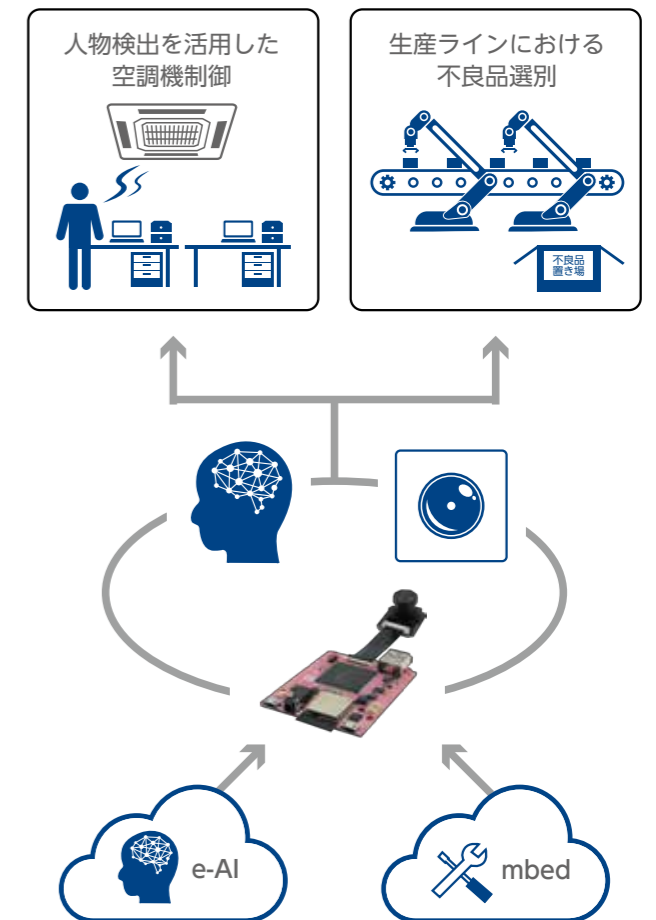 人物検出を活用した
空調機制御
生産ラインにおける
不良品選別
不良品
置き場
e-AI
mbed